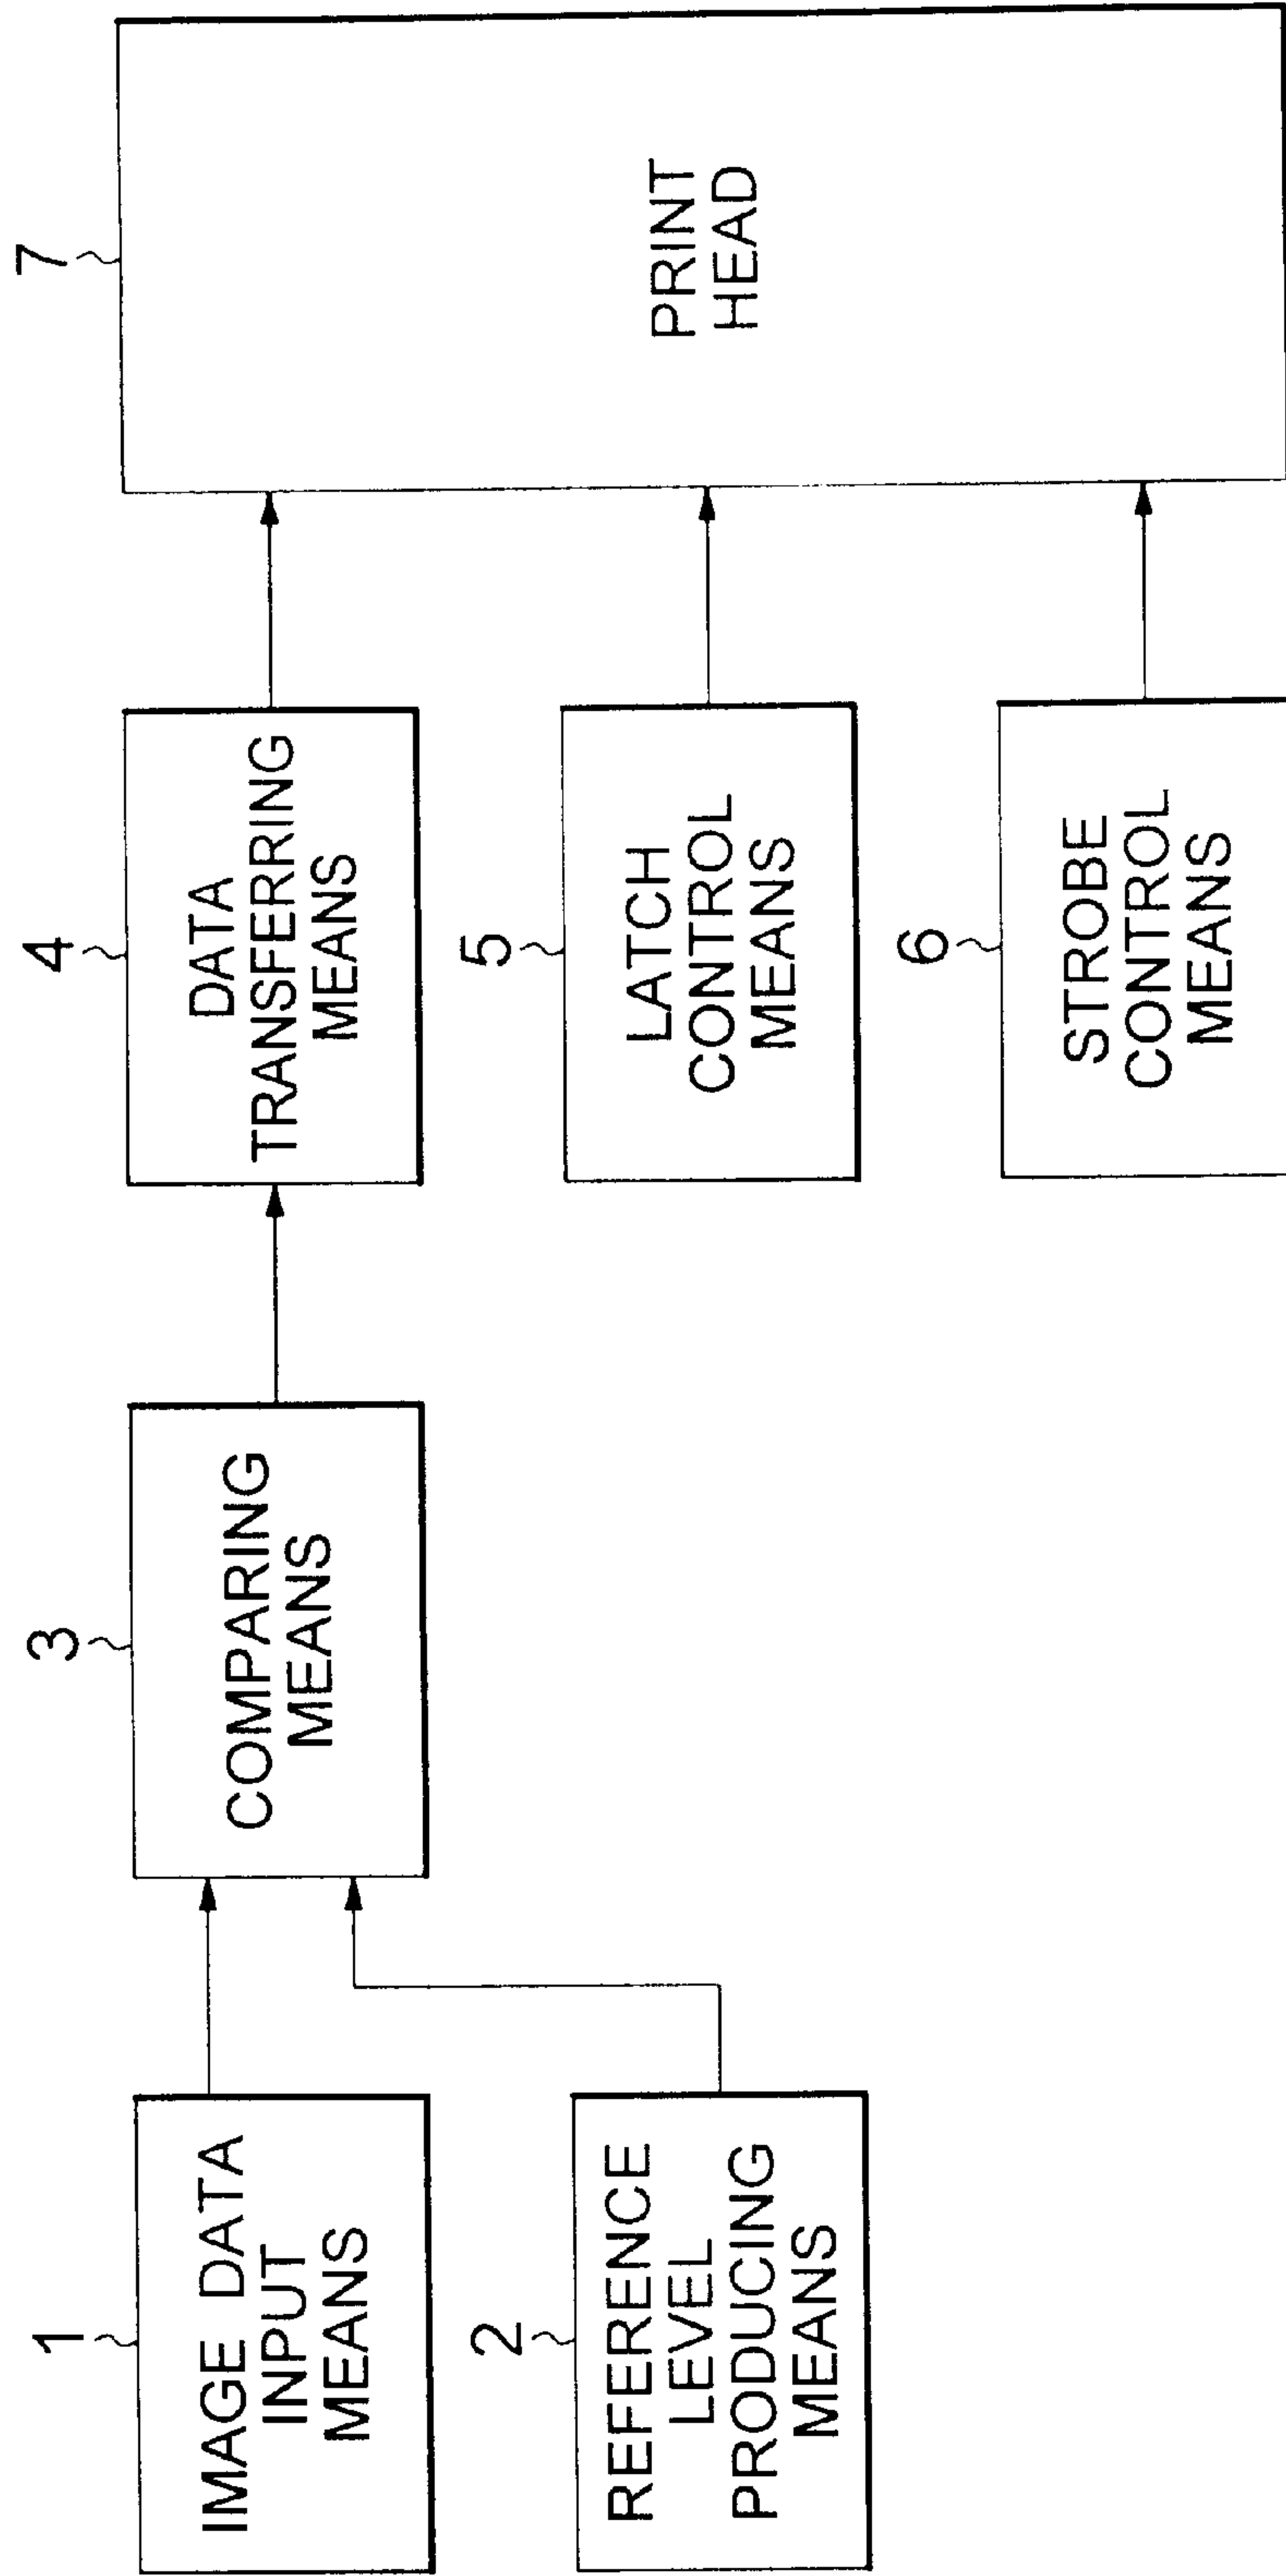 1
IMAGE DATA
INPUT
MEANS
2
REFERENCE
LEVEL
PRODUCING
MEANS
3
COMPARING
MEANS
4
DATA
TRANSFERRING
MEANS
5
LATCH
CONTROL
MEANS
6
STROBE
CONTROL
MEANS
7
PRINT
HEAD